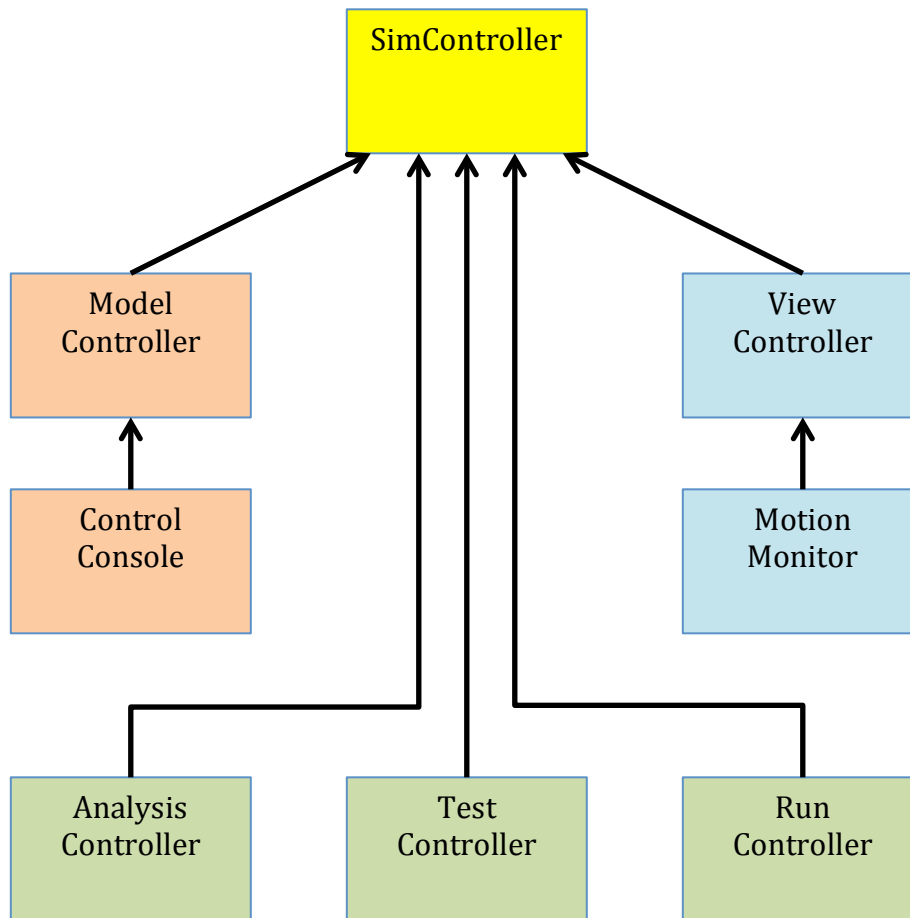 SimController
Model
Controller
View
Controller
Control
Console
Motion
Monitor
Analysis
Controller
Test
Controller
Run
Controller